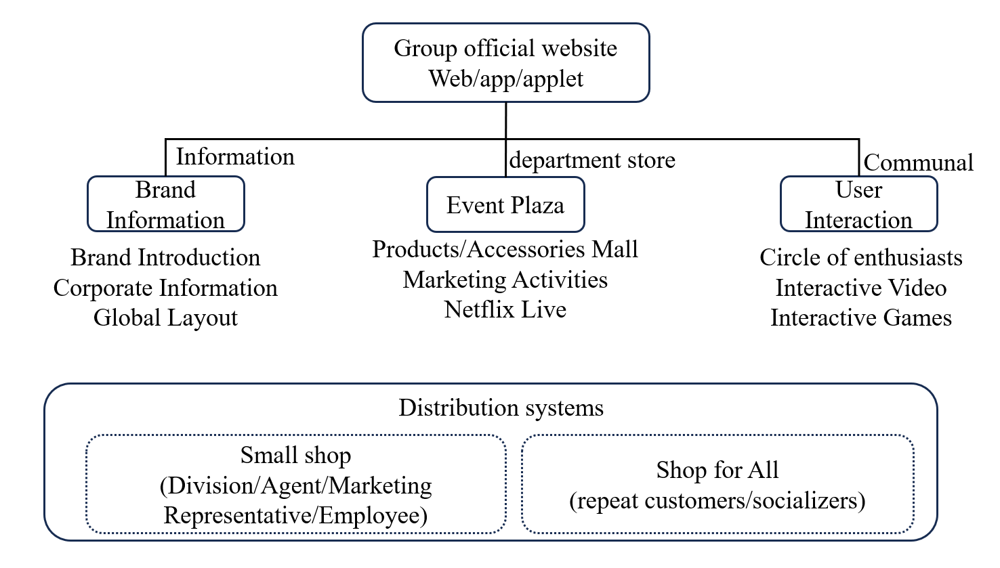 Group official website
Web/app/applet
Information
department store
Communal
Brand
Information
Event Plaza
User
Interaction
Brand Introduction
Corporate Information
Global Layout
Products/Accessories Mall
Marketing Activities
Netflix Live
Circle of enthusiasts
Interactive Video
Interactive Games
Distribution systems
Small shop
(Division/Agent/Marketing
Representative/Employee)
Shop for All
(repeat customers/socializers)